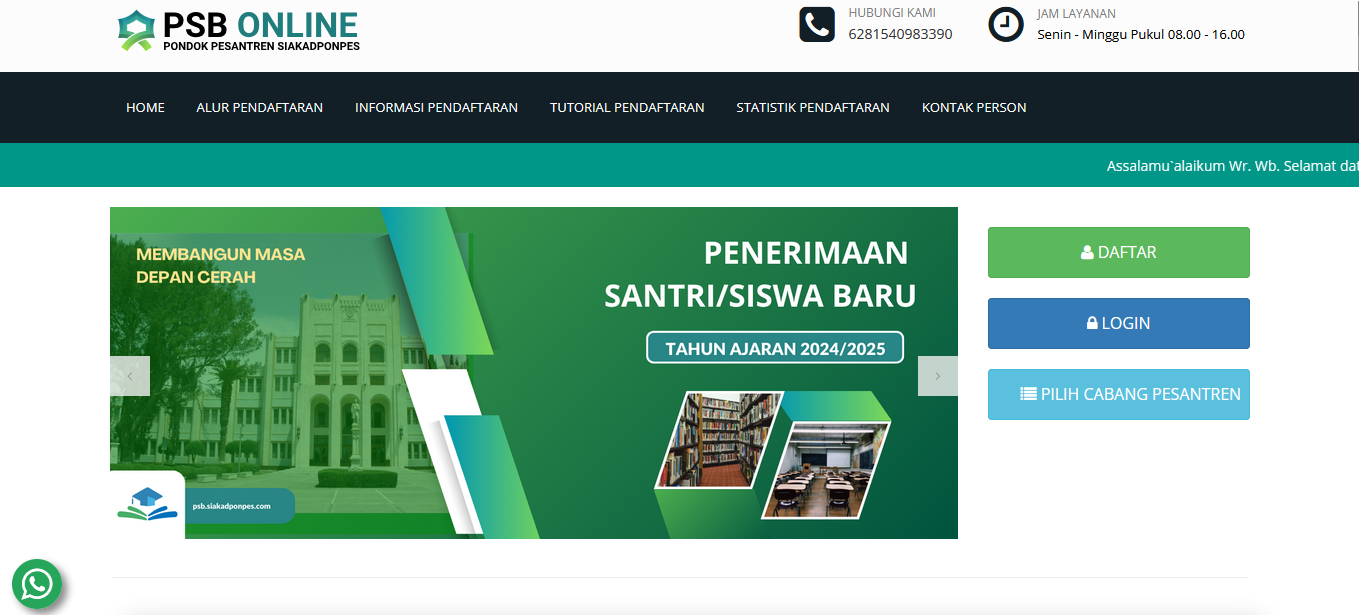 PSB ONLINE
PONDOK PESANTREN SIAKADPONPES
HUBUNGI KAMI
6281540983390
JAM LAYANAN
Senin - Minggu Pukul 08.00 - 16.00
HOME ALUR PENDAFTARAN INFORMASI PENDAFTARAN TUTORIAL PENDAFTARAN STATISTIK PENDAFTARAN KONTAK PERSON
Assalamu`alaikum Wr. Wb. Selamat dat
MEMBANGUN MASA
DEPAN CERAH
PENERIMAAN
SANTRI/SISWA BARU
TAHUN AJARAN 2024/2025
psb.siakadponpes.com
DAFTAR
LOGIN
PILIH CABANG PESANTREN